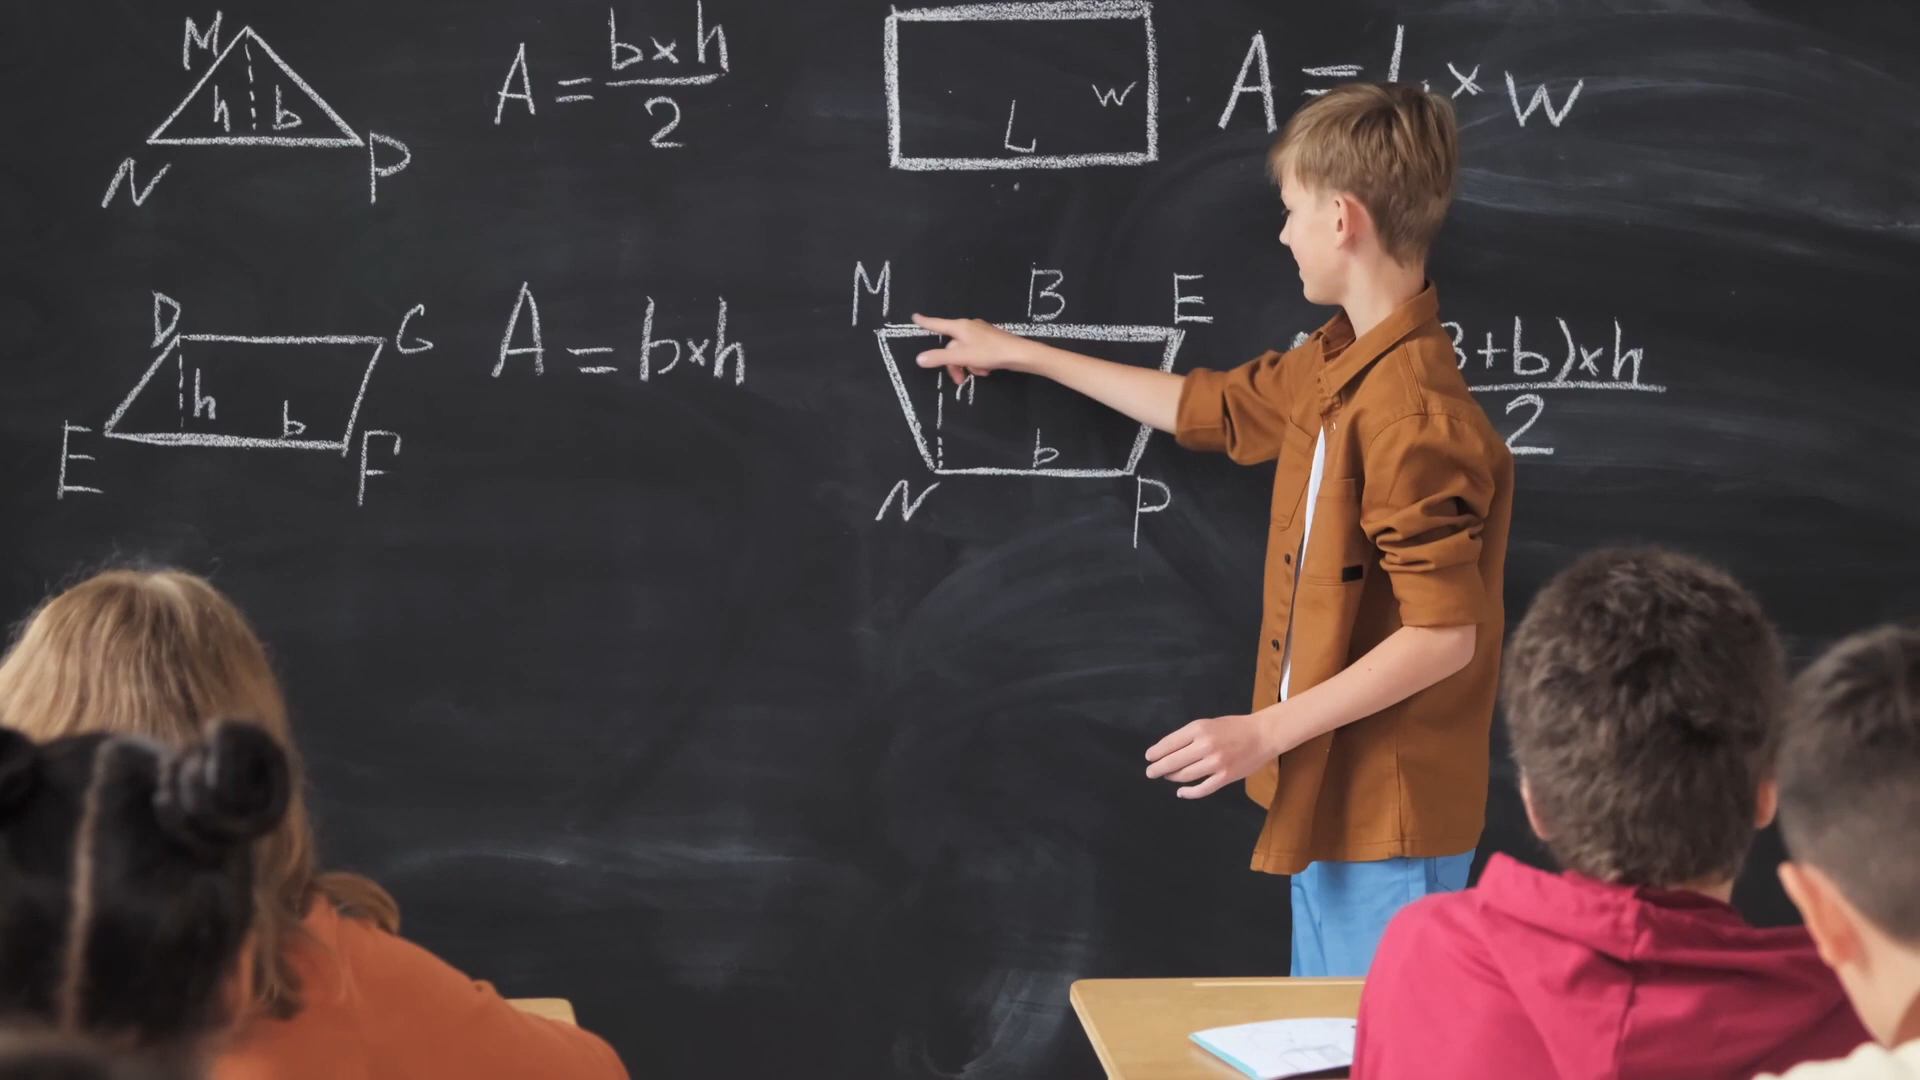 M
h b
N P
A = b×h
2
L w
A = L × w
D G
h b
E F
A = b×h
M B E
h
b
N P
+b)×h
2